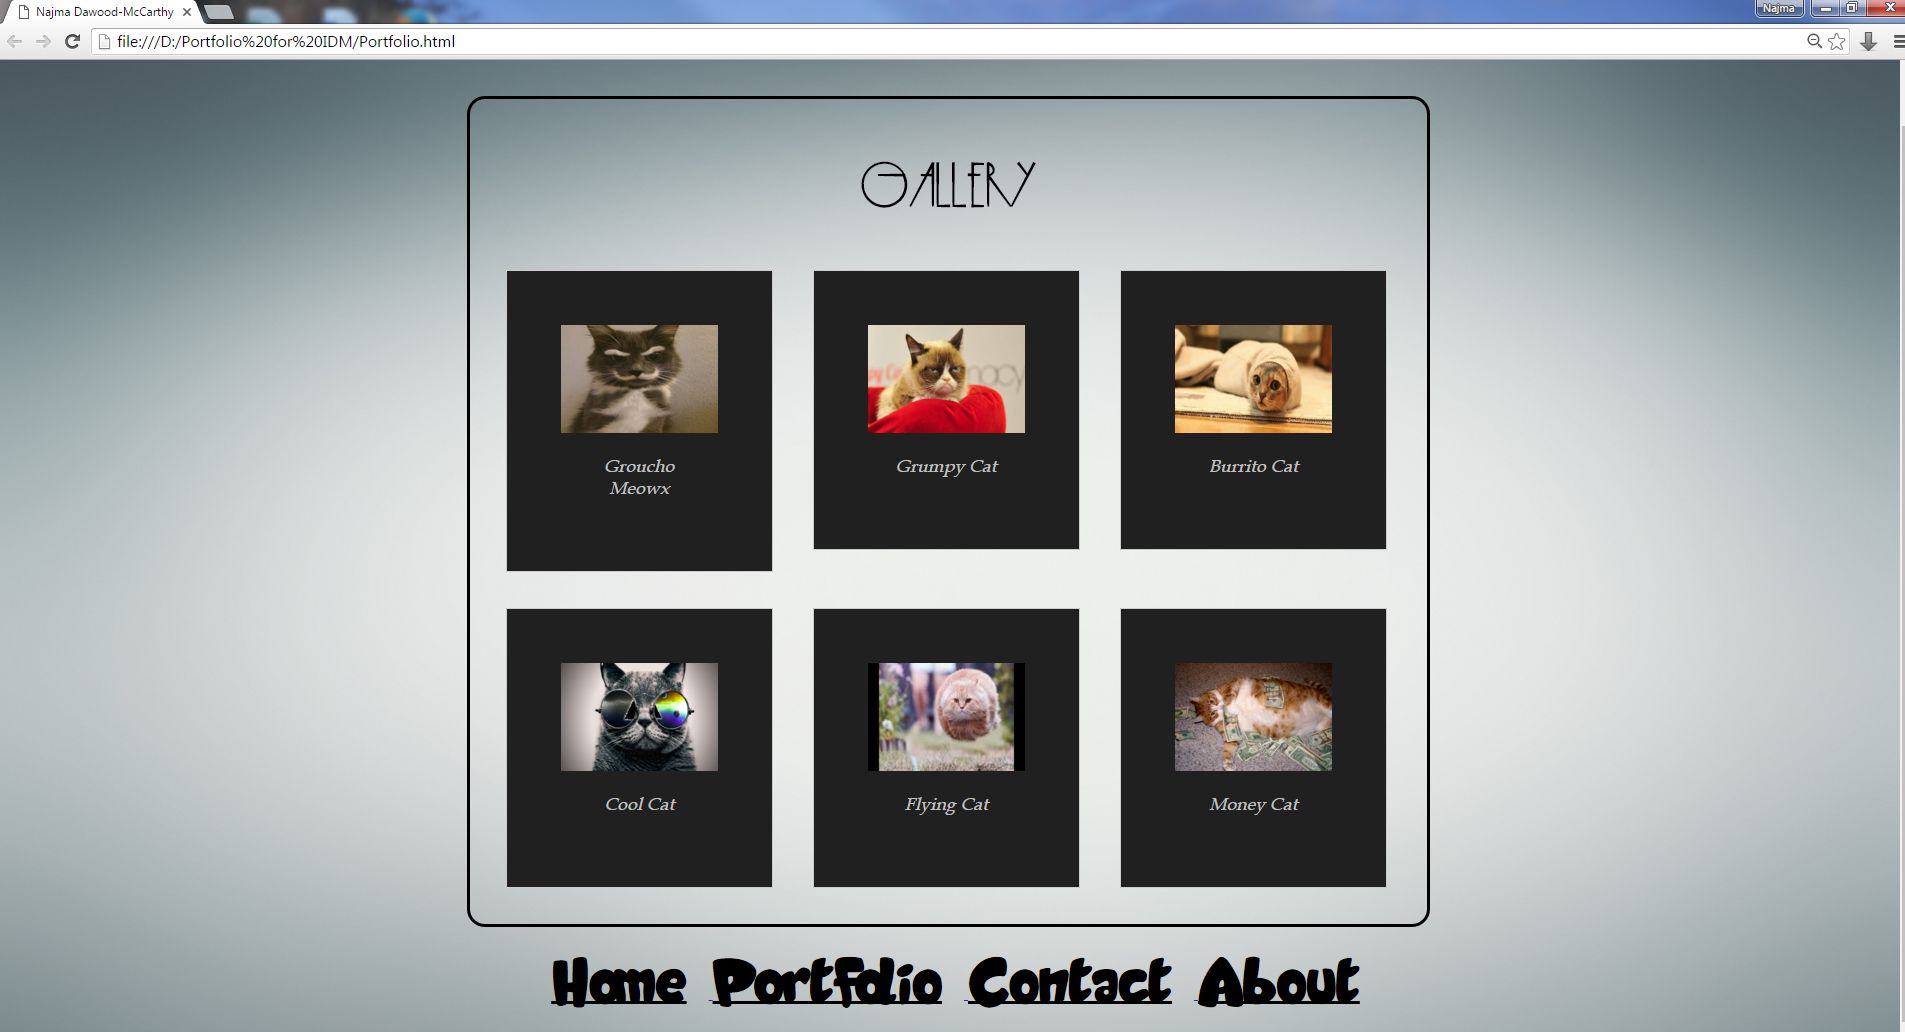 Najma Dawood-McCarthy
Najma
file:///D:/Portfolio%20for%20IDM/Portfolio.html
GALLERY
Groucho
Meowx
Grumpy Cat
Burrito Cat
Cool Cat
Flying Cat
Money Cat
Home Portfolio Contact About